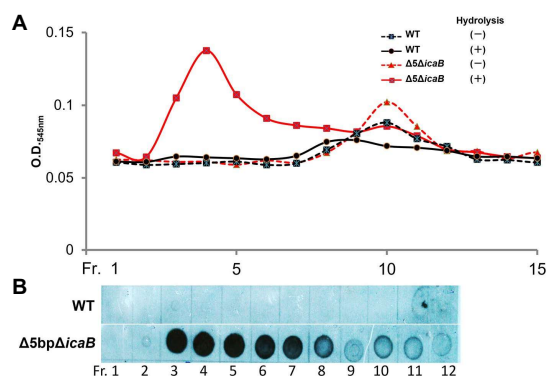 A
Hydrolysis
WT (−)
WT (+)
Δ5ΔicaB (−)
Δ5ΔicaB (+)
0.15
0.1
0.05
0
O.D.545nm
Fr. 1 5 10 15
B
WT
Δ5bpΔicaB
Fr. 1 2 3 4 5 6 7 8 9 10 11 12